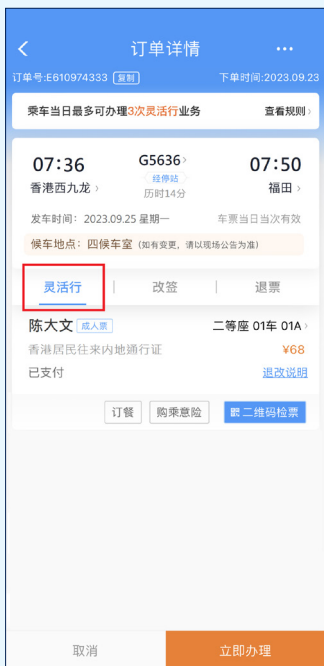 订单详情
订单号:E610974333 复制 下单时间:2023.09.23
乘车当日最多可办理3次灵活行业务 查看规则
07:36 G5636 07:50
经停站
香港西九龙 历时14分 福田
发车时间：2023.09.25 星期一 车票当日当次有效
候车地点：四候车室 (如有变更，请以现场公告为准)
灵活行 改签 退票
陈大文 成人票 二等座 01车 01A
香港居民往来内地通行证 ¥68
已支付 退改说明
订餐 购乘意险 二维码检票
取消 立即办理